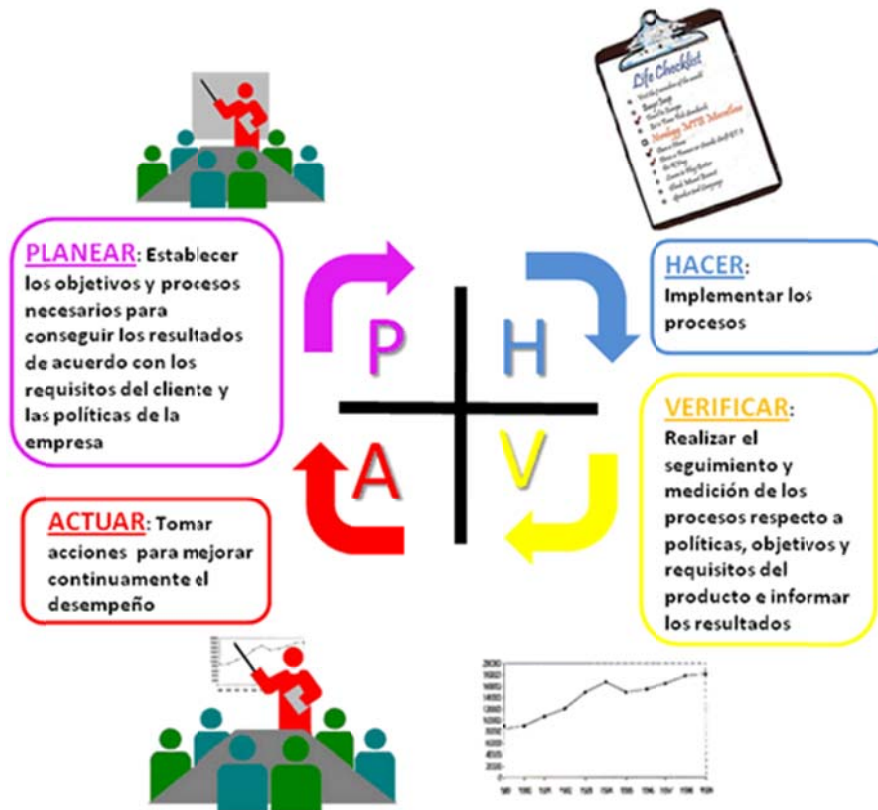 Life Checklist
PLANEAR: Establecer
los objetivos y procesos
necesarios para
conseguir los resultados
de acuerdo con los
requisitos del cliente y
las políticas de la
empresa
P
H
HACER:
Implementar los
procesos
A
V
VERIFICAR:
Realizar el
seguimiento y
medición de los
procesos respecto a
políticas, objetivos y
requisitos del
producto e informar
los resultados
ACTUAR: Tomar
acciones para mejorar
continuamente el
desempeño